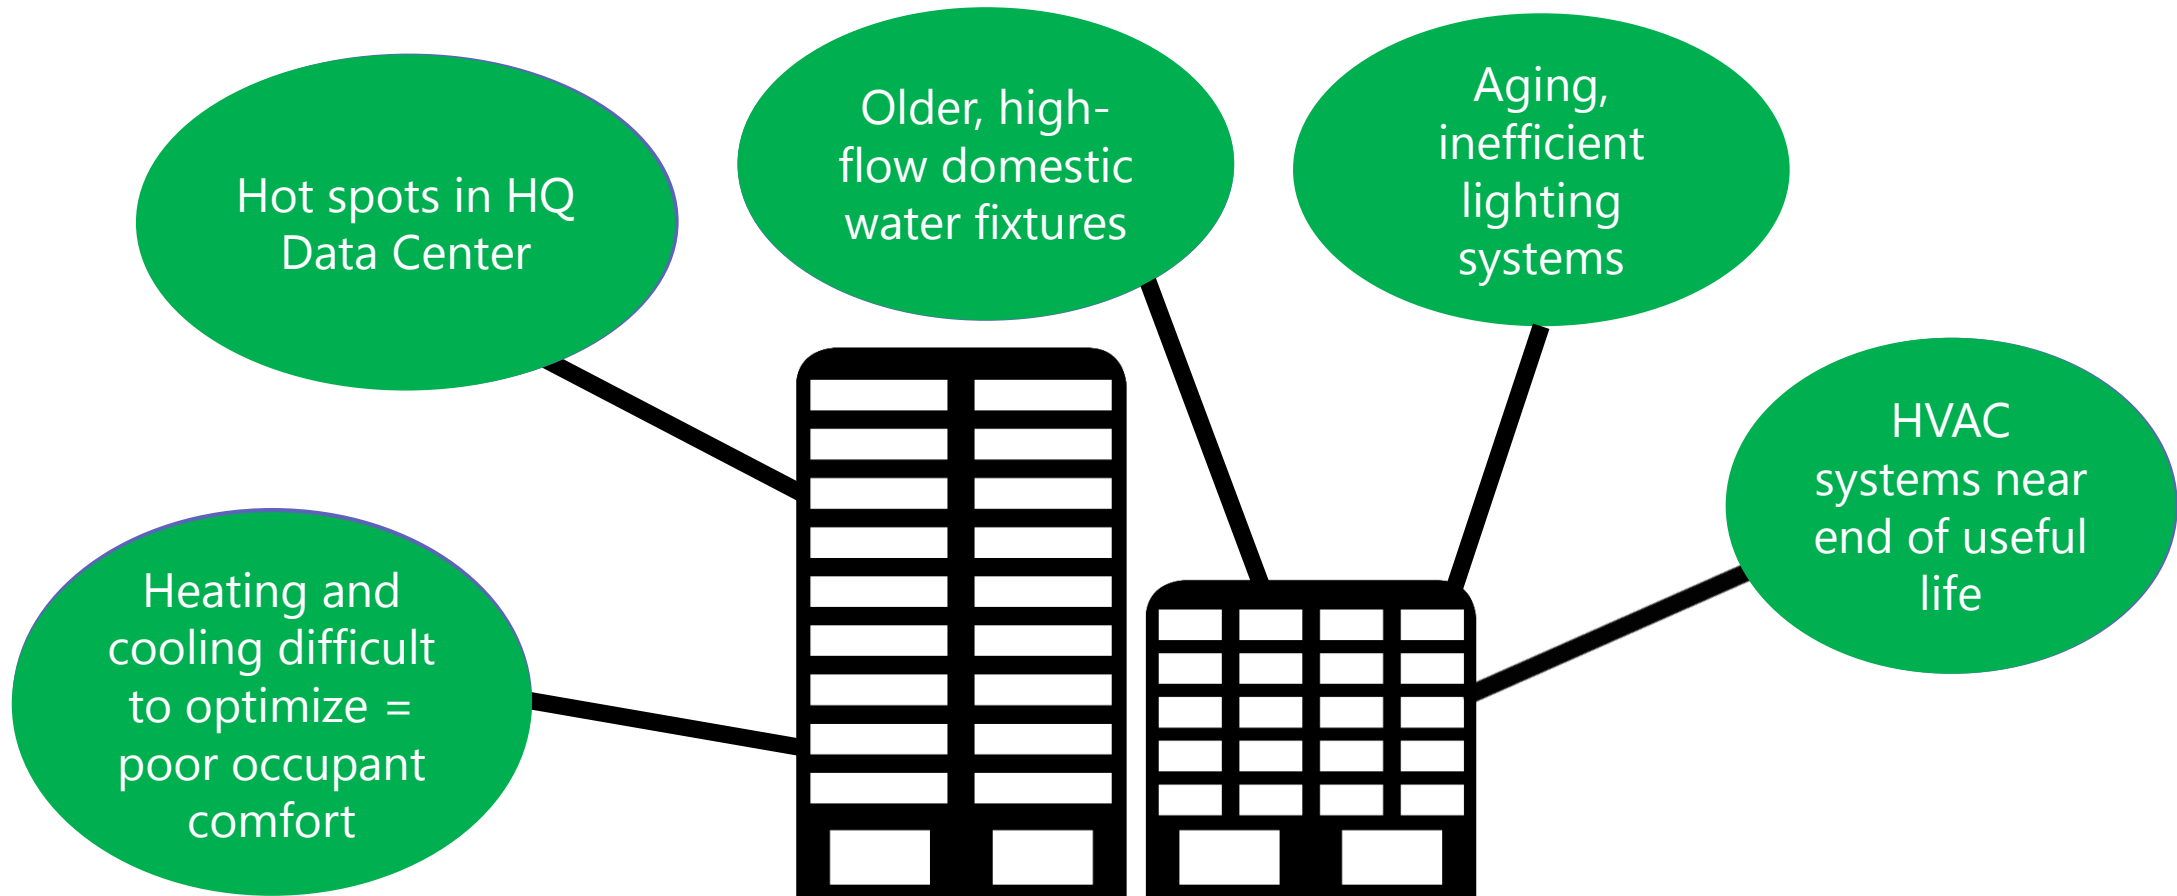 Hot spots in HQ
Data Center
Older, high-
flow domestic
water fixtures
Aging,
inefficient
lighting
systems
HVAC
systems near
end of useful
life
Heating and
cooling difficult
to optimize =
poor occupant
comfort